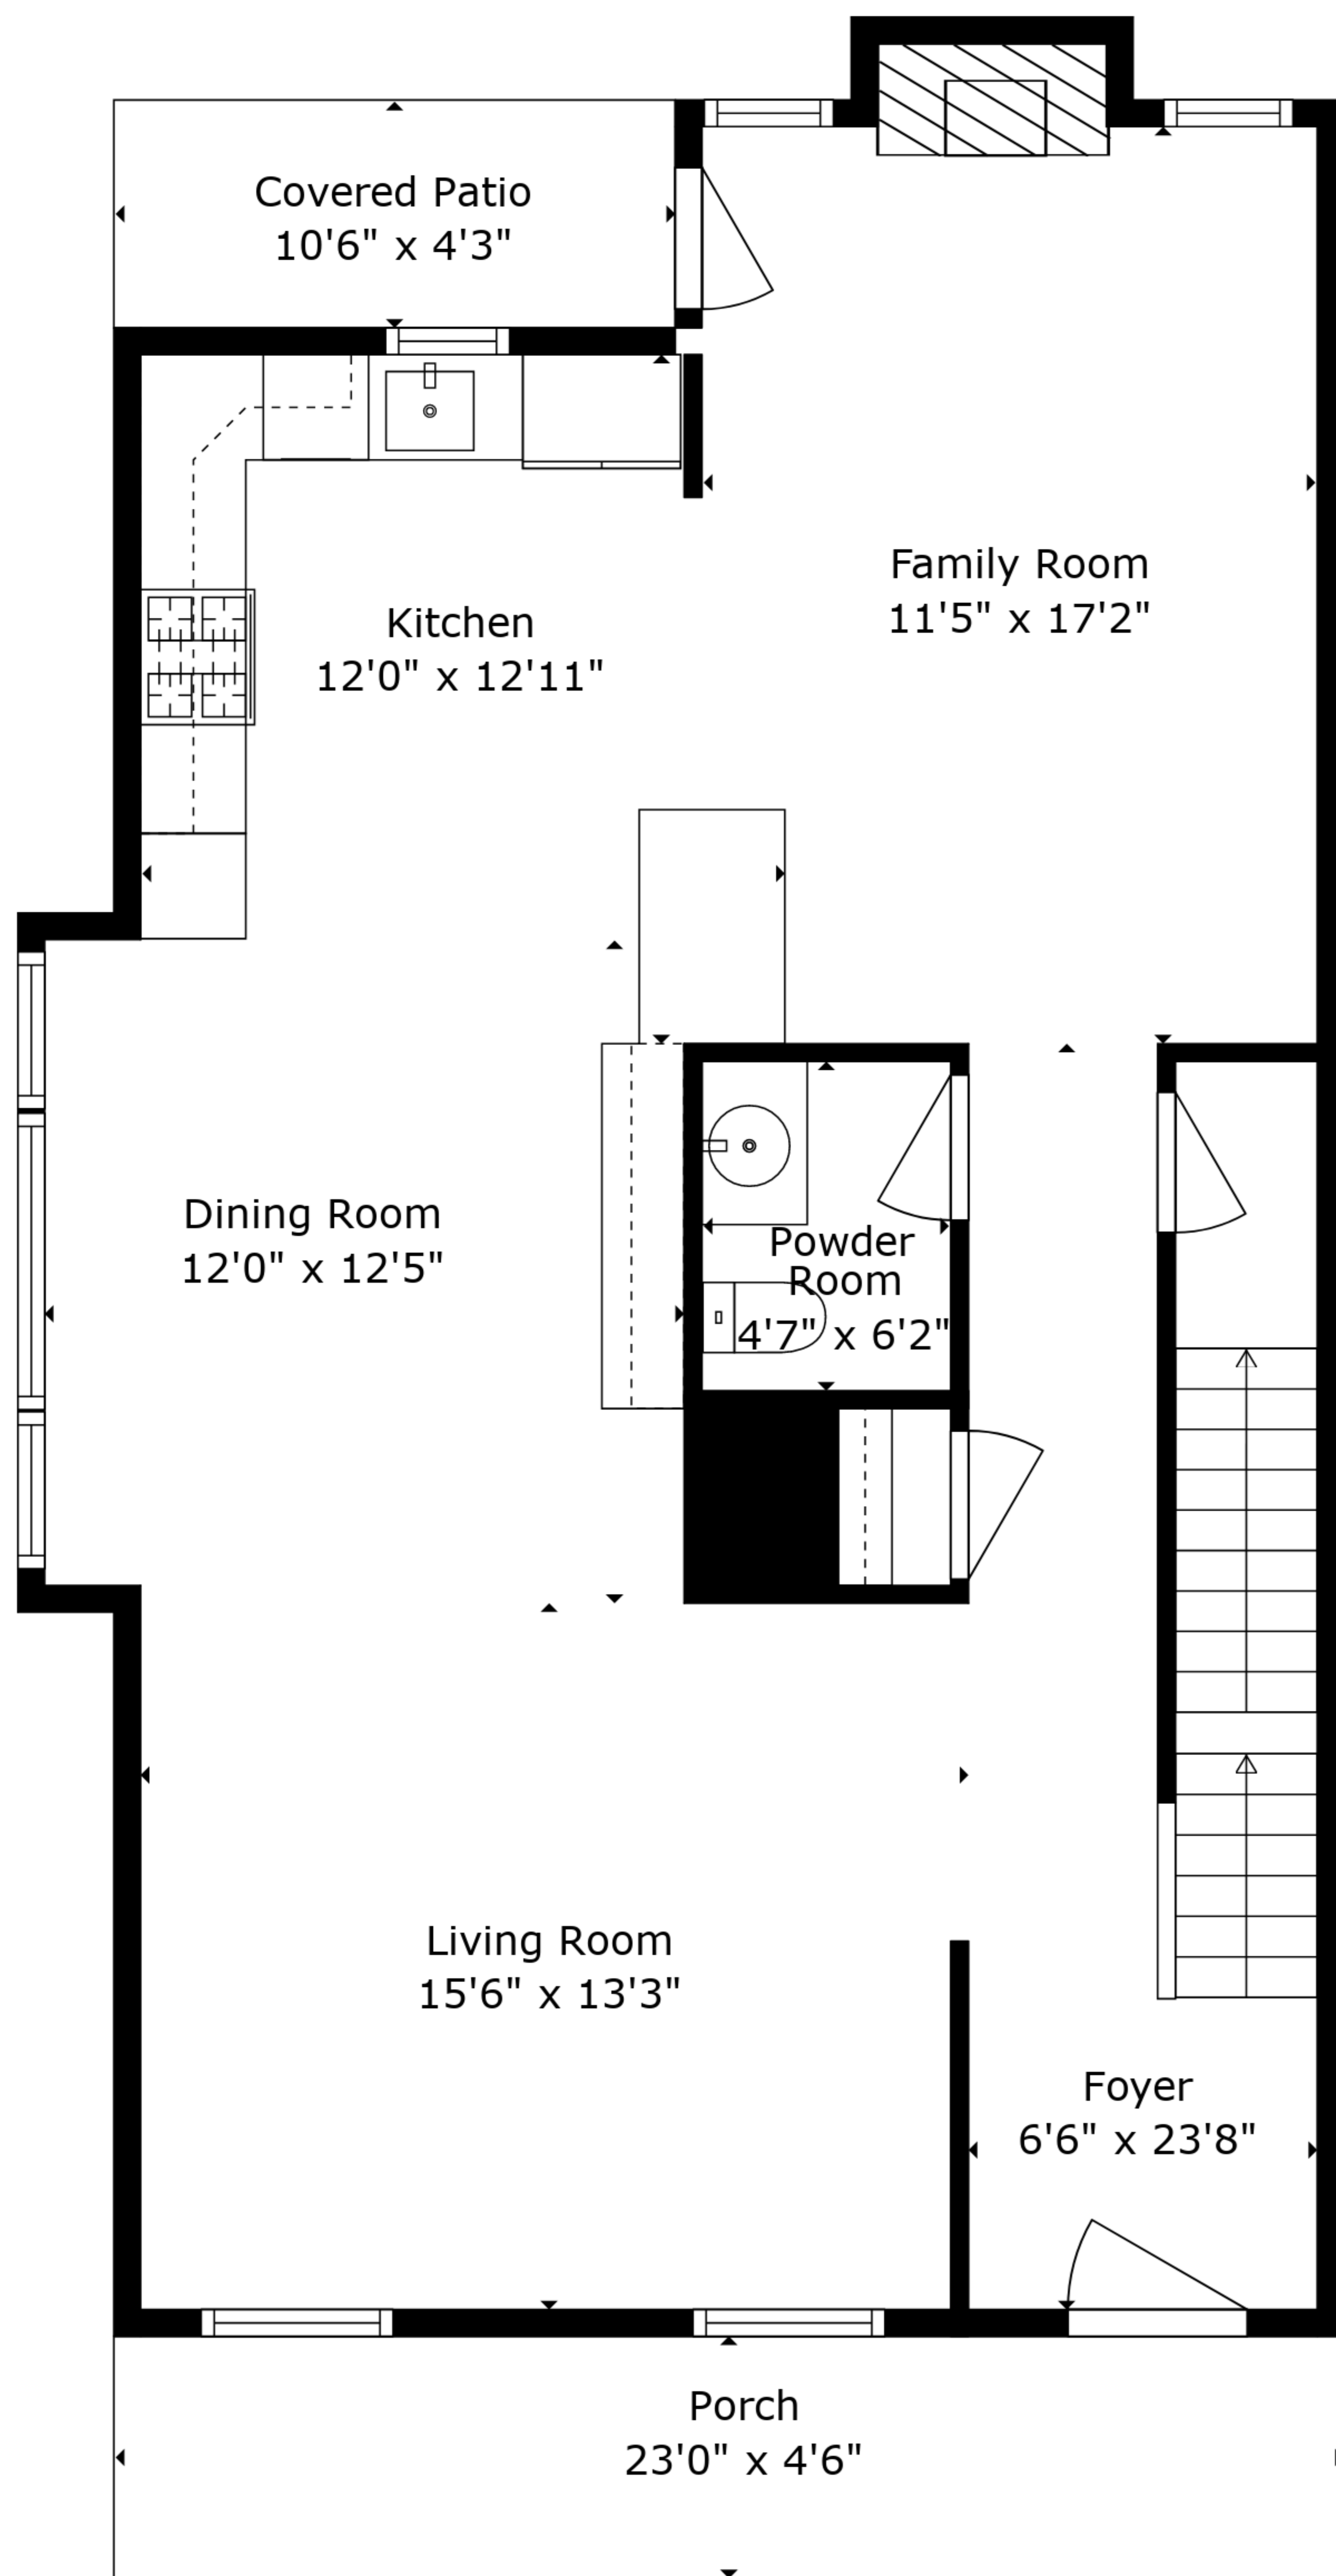 Covered Patio
10'6" x 4'3"
Family Room
11'5" x 17'2"
Kitchen
12'0" x 12'11"
Dining Room
12'0" x 12'5"
Powder
Room
4'7" x 6'2"
Living Room
15'6" x 13'3"
Foyer
6'6" x 23'8"
Porch
23'0" x 4'6"